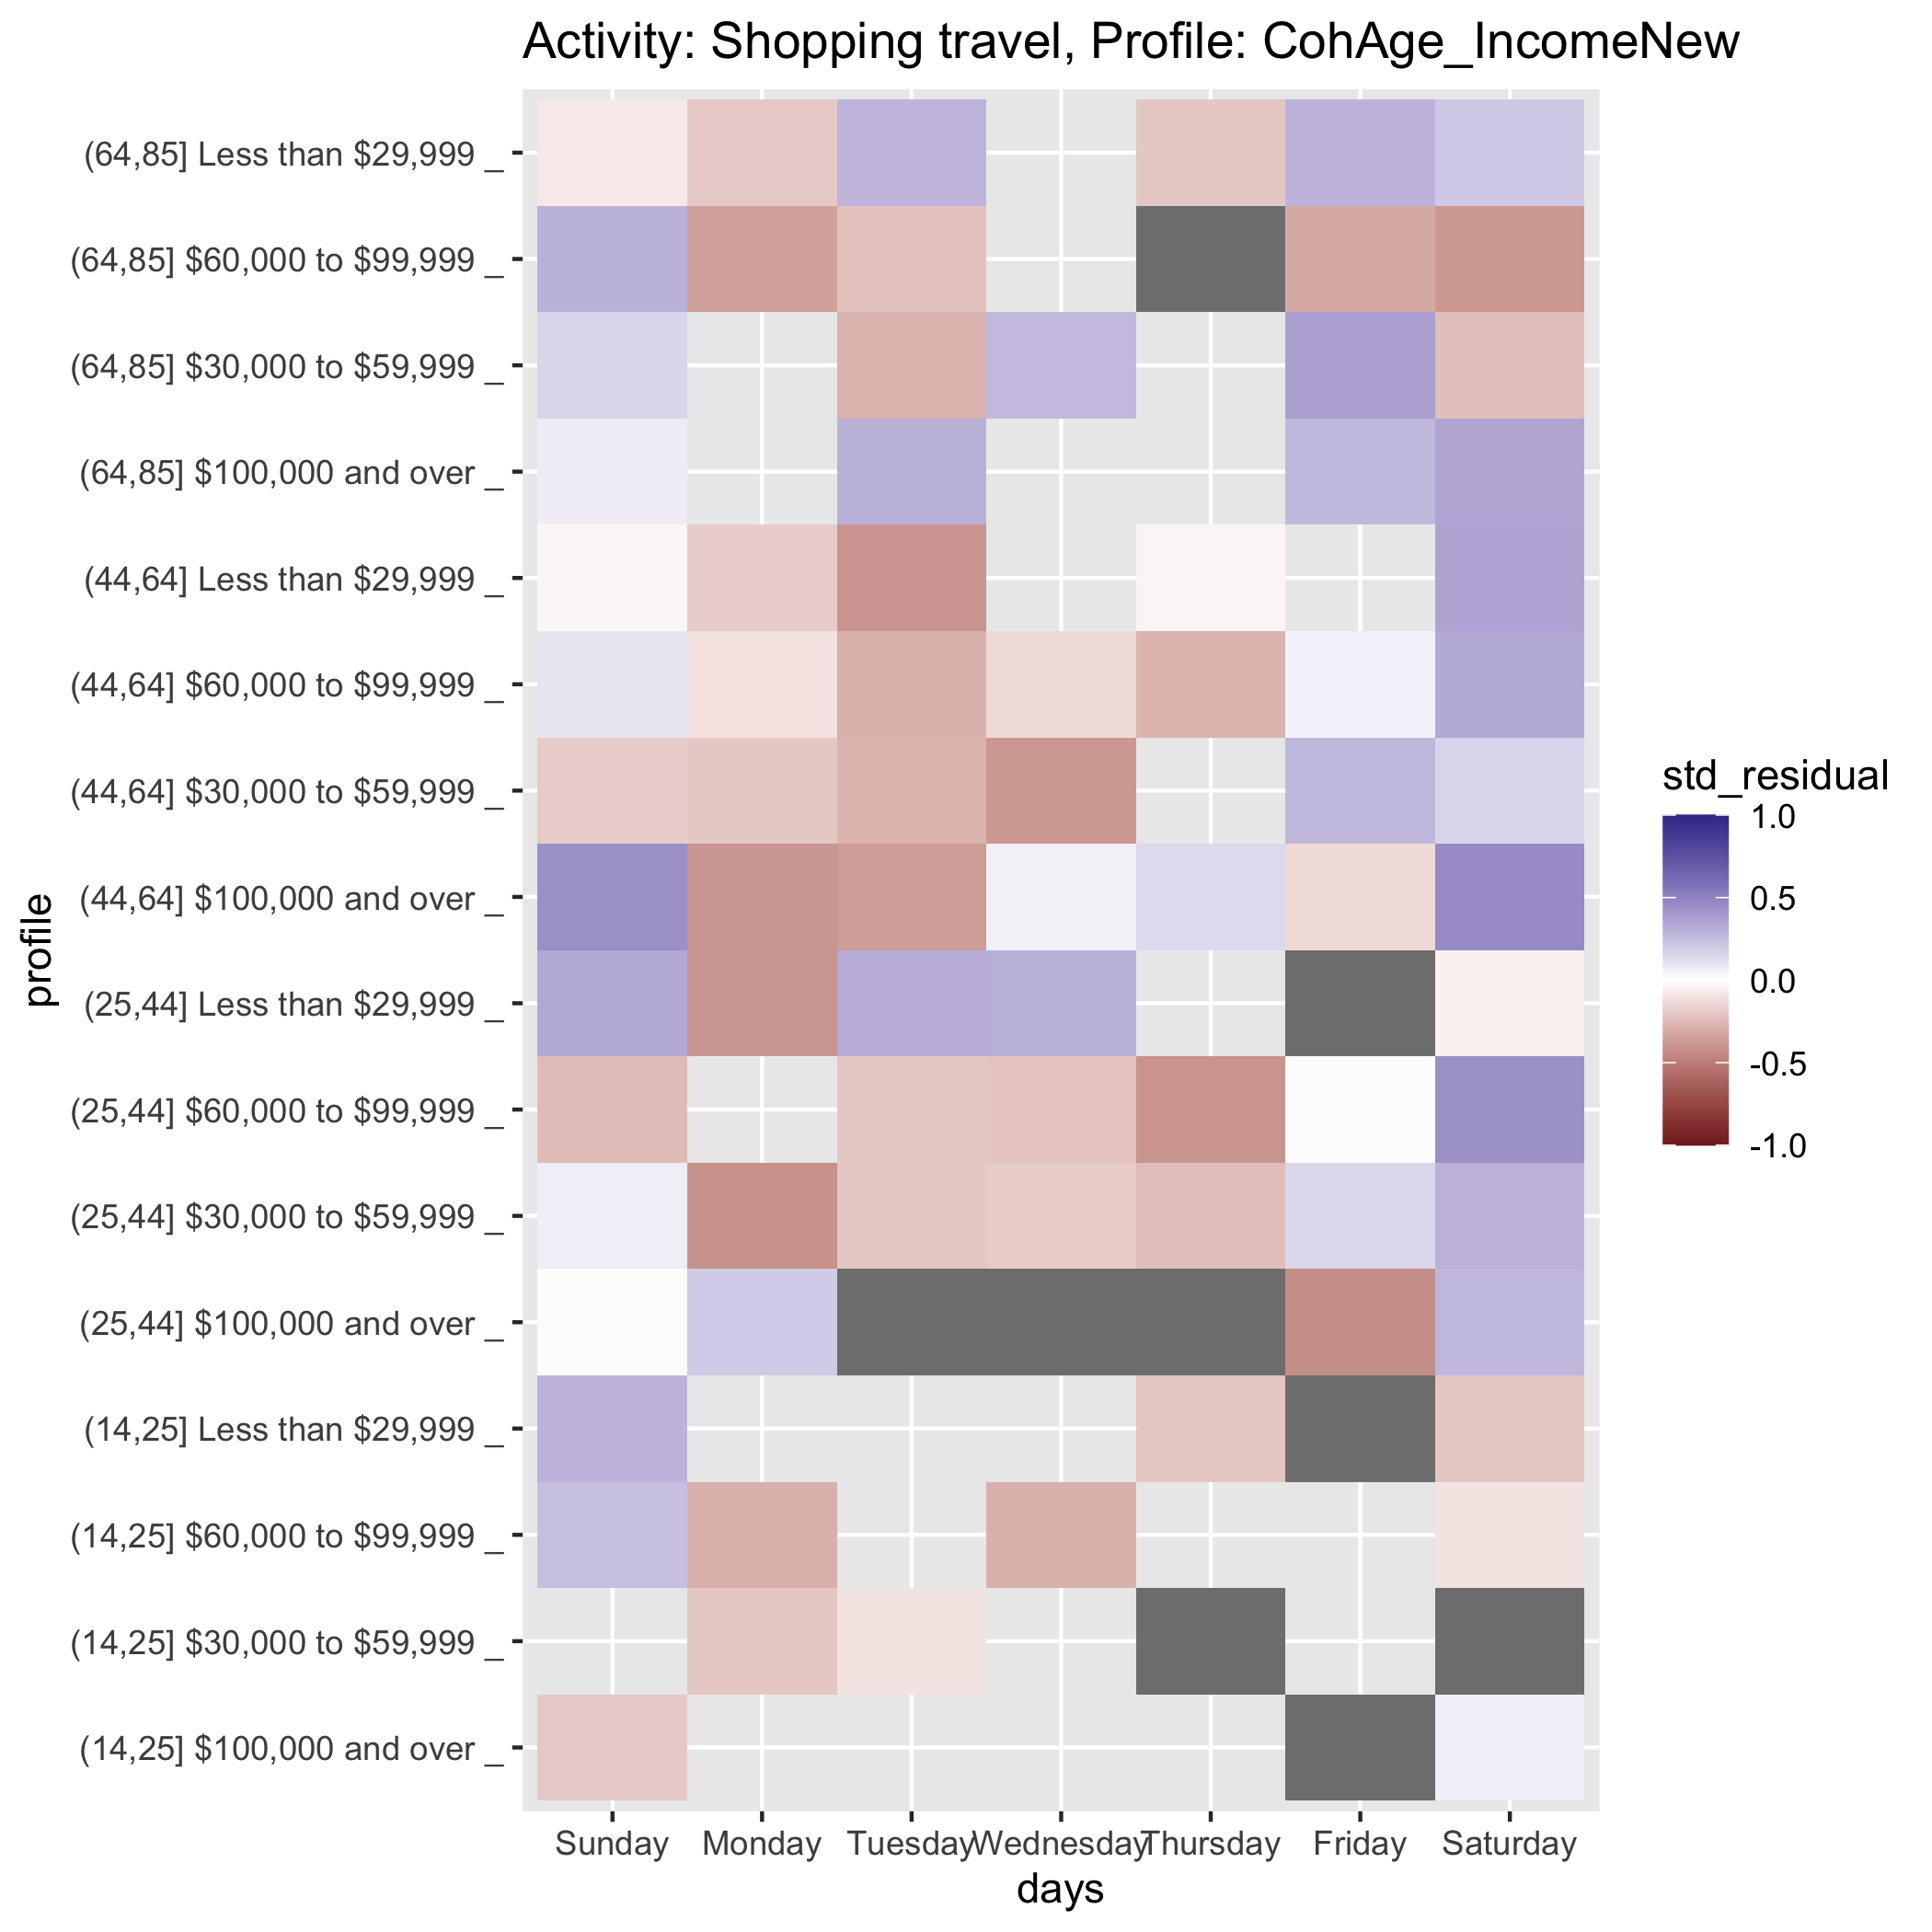 Activity: Shopping travel, Profile: CohAge_IncomeNew
(64,85] Less than $29,999 _
(64,85] $60,000 to $99,999 _
(64,85] $30,000 to $59,999 _
(64,85] $100,000 and over _
(44,64] Less than $29,999 _
(44,64] $60,000 to $99,999 _
(44,64] $30,000 to $59,999 _
(44,64] $100,000 and over _
(25,44] Less than $29,999 _
(25,44] $60,000 to $99,999 _
(25,44] $30,000 to $59,999 _
(25,44] $100,000 and over _
(14,25] Less than $29,999 _
(14,25] $60,000 to $99,999 _
(14,25] $30,000 to $59,999 _
(14,25] $100,000 and over _
profile
Sunday Monday Tuesday Wednesday Thursday Friday Saturday
days
std_residual
1.0
0.5
0.0
-0.5
-1.0